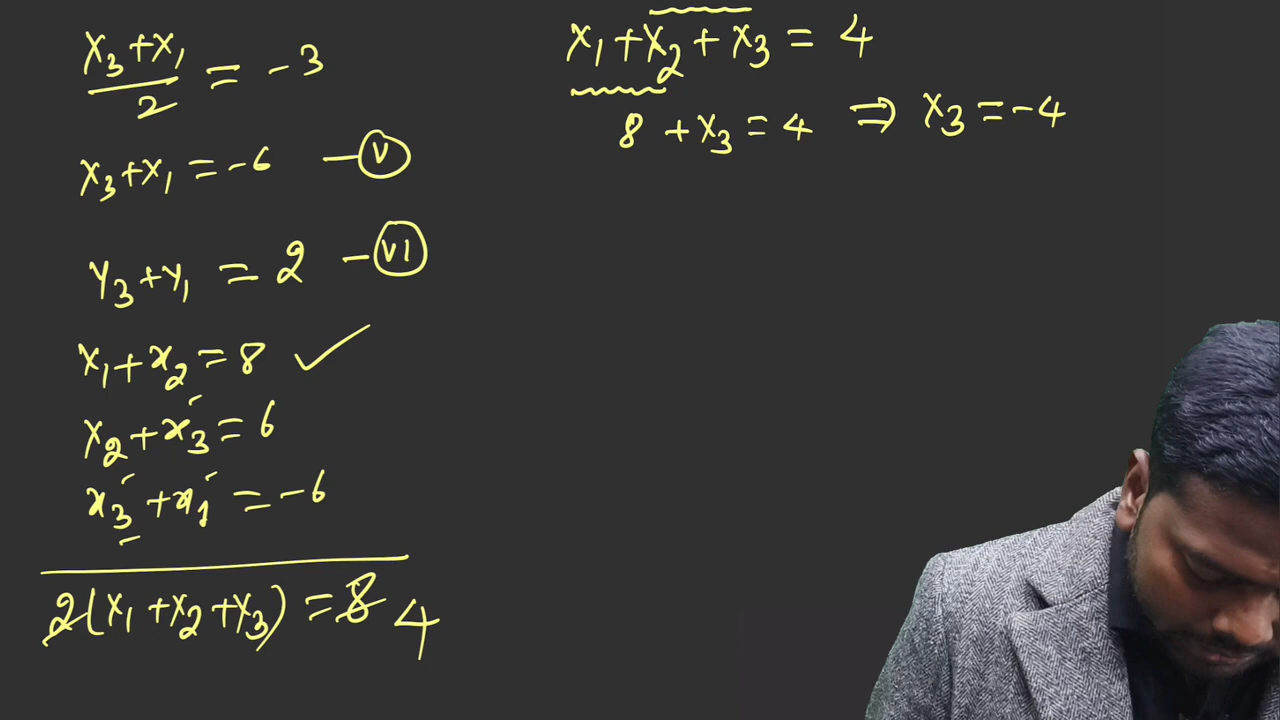 x₃+x₁/2 = -3
x₃+x₁ = -6 -(V)
y₃+y₁ = 2 -(VI)
x₁+x₂ = 8 ✓
x₂+x₃ = 6
x₃+x₁ = -6
2(x₁+x₂+x₃) = 8 4
x₁+x₂+x₃ = 4
8+x₃ = 4 ⇒ x₃ = -4